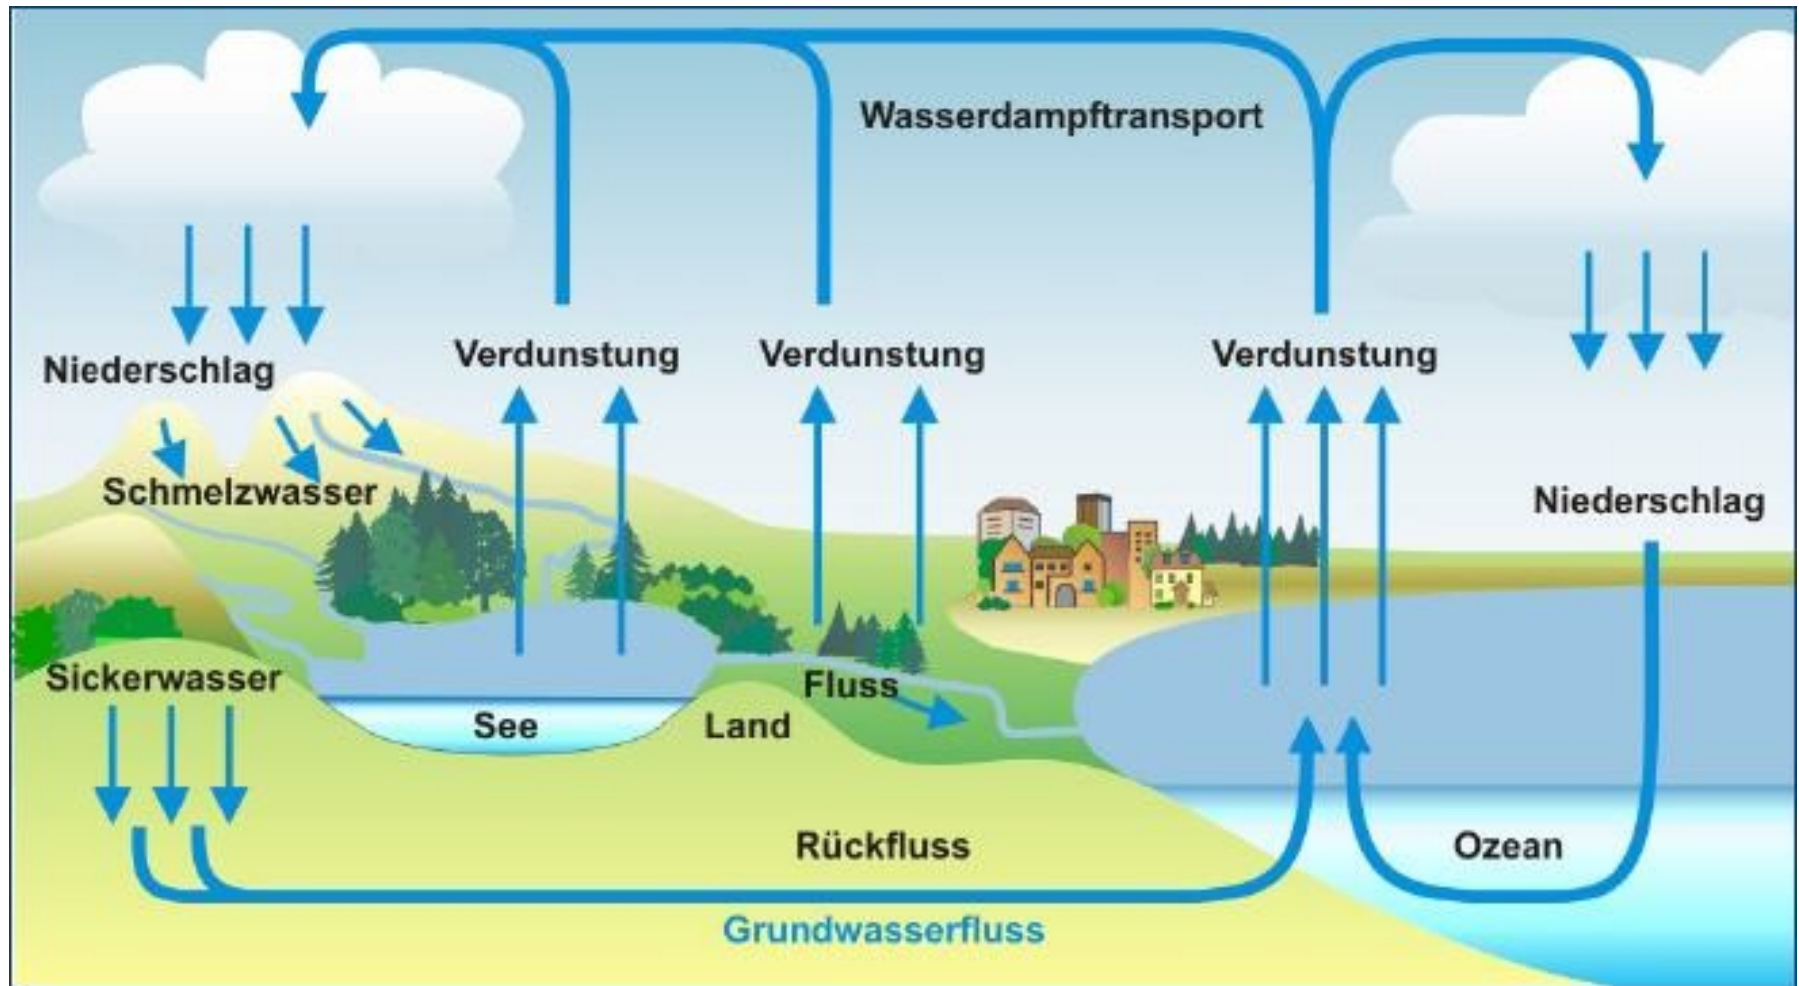 Wasserdampftransport
Niederschlag
Verdunstung
Verdunstung
Verdunstung
Schmelzwasser
Niederschlag
Sickerwasser
Fluss
See
Land
Rückfluss
Ozean
Grundwasserfluss